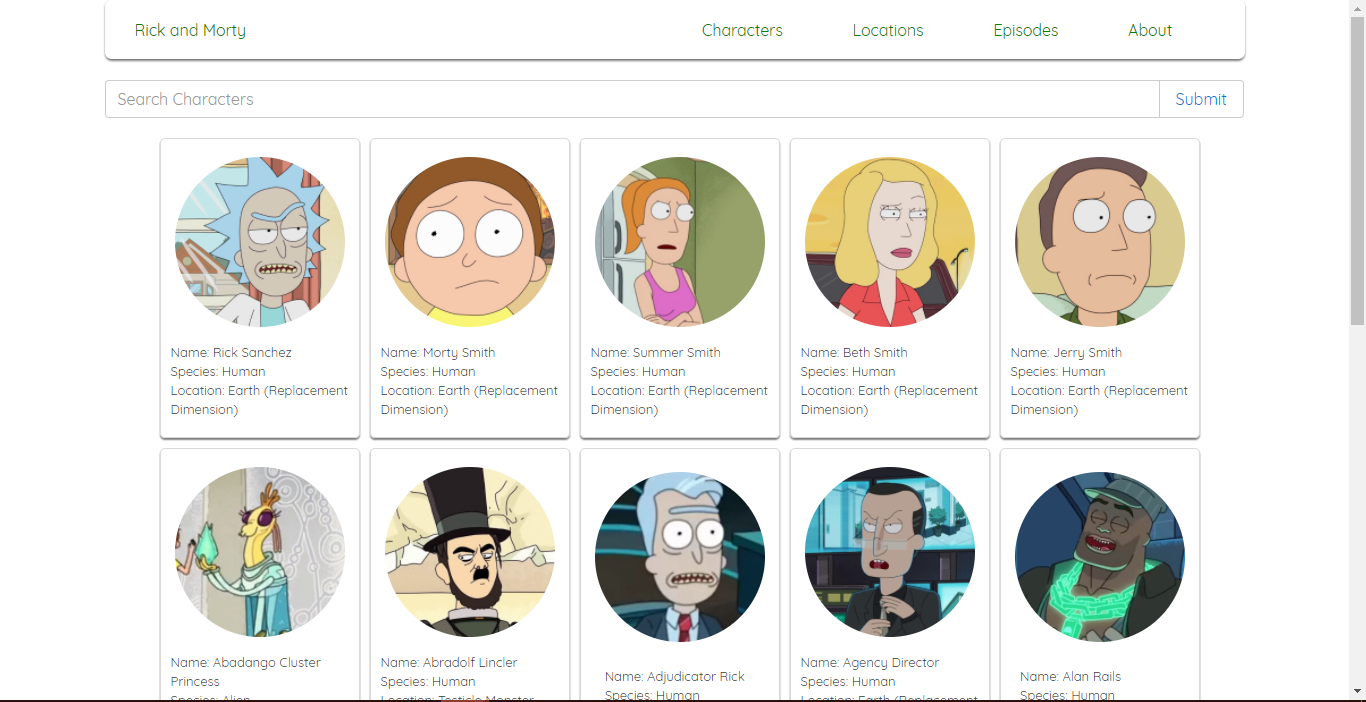 Rick and Morty Characters Locations Episodes About
Search Characters Submit
Name: Rick Sanchez
Species: Human
Location: Earth (Replacement
Dimension)
Name: Morty Smith
Species: Human
Location: Earth (Replacement
Dimension)
Name: Summer Smith
Species: Human
Location: Earth (Replacement
Dimension)
Name: Beth Smith
Species: Human
Location: Earth (Replacement
Dimension)
Name: Jerry Smith
Species: Human
Location: Earth (Replacement
Dimension)
Name: Abadango Cluster
Princess
Species: Alien
Name: Abradolf Lincler
Species: Human
Location: Testicle Monster
Name: Adjudicator Rick
Species: Human
Name: Agency Director
Species: Human
Location: Earth (Replacement
Name: Alan Rails
Species: Human